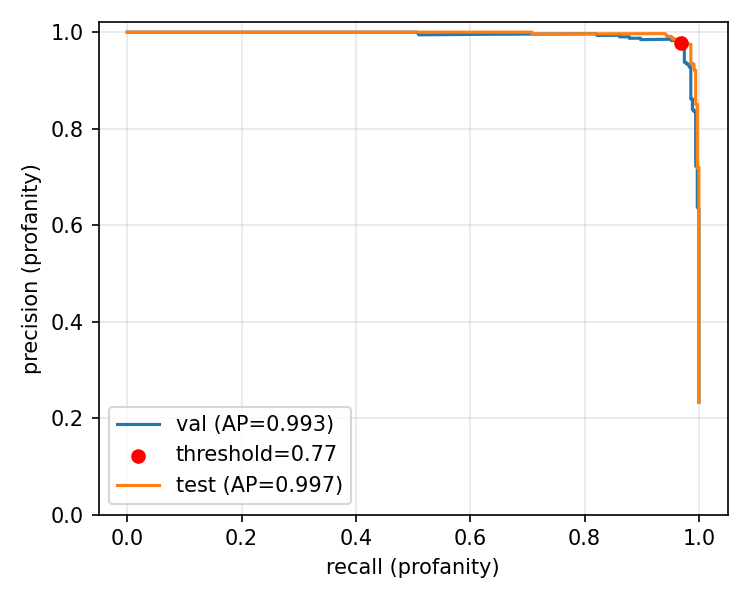 1.0
0.8
0.6
0.4
0.2
0.0
precision (profanity)
val (AP=0.993)
threshold=0.77
test (AP=0.997)
0.0 0.2 0.4 0.6 0.8 1.0
recall (profanity)